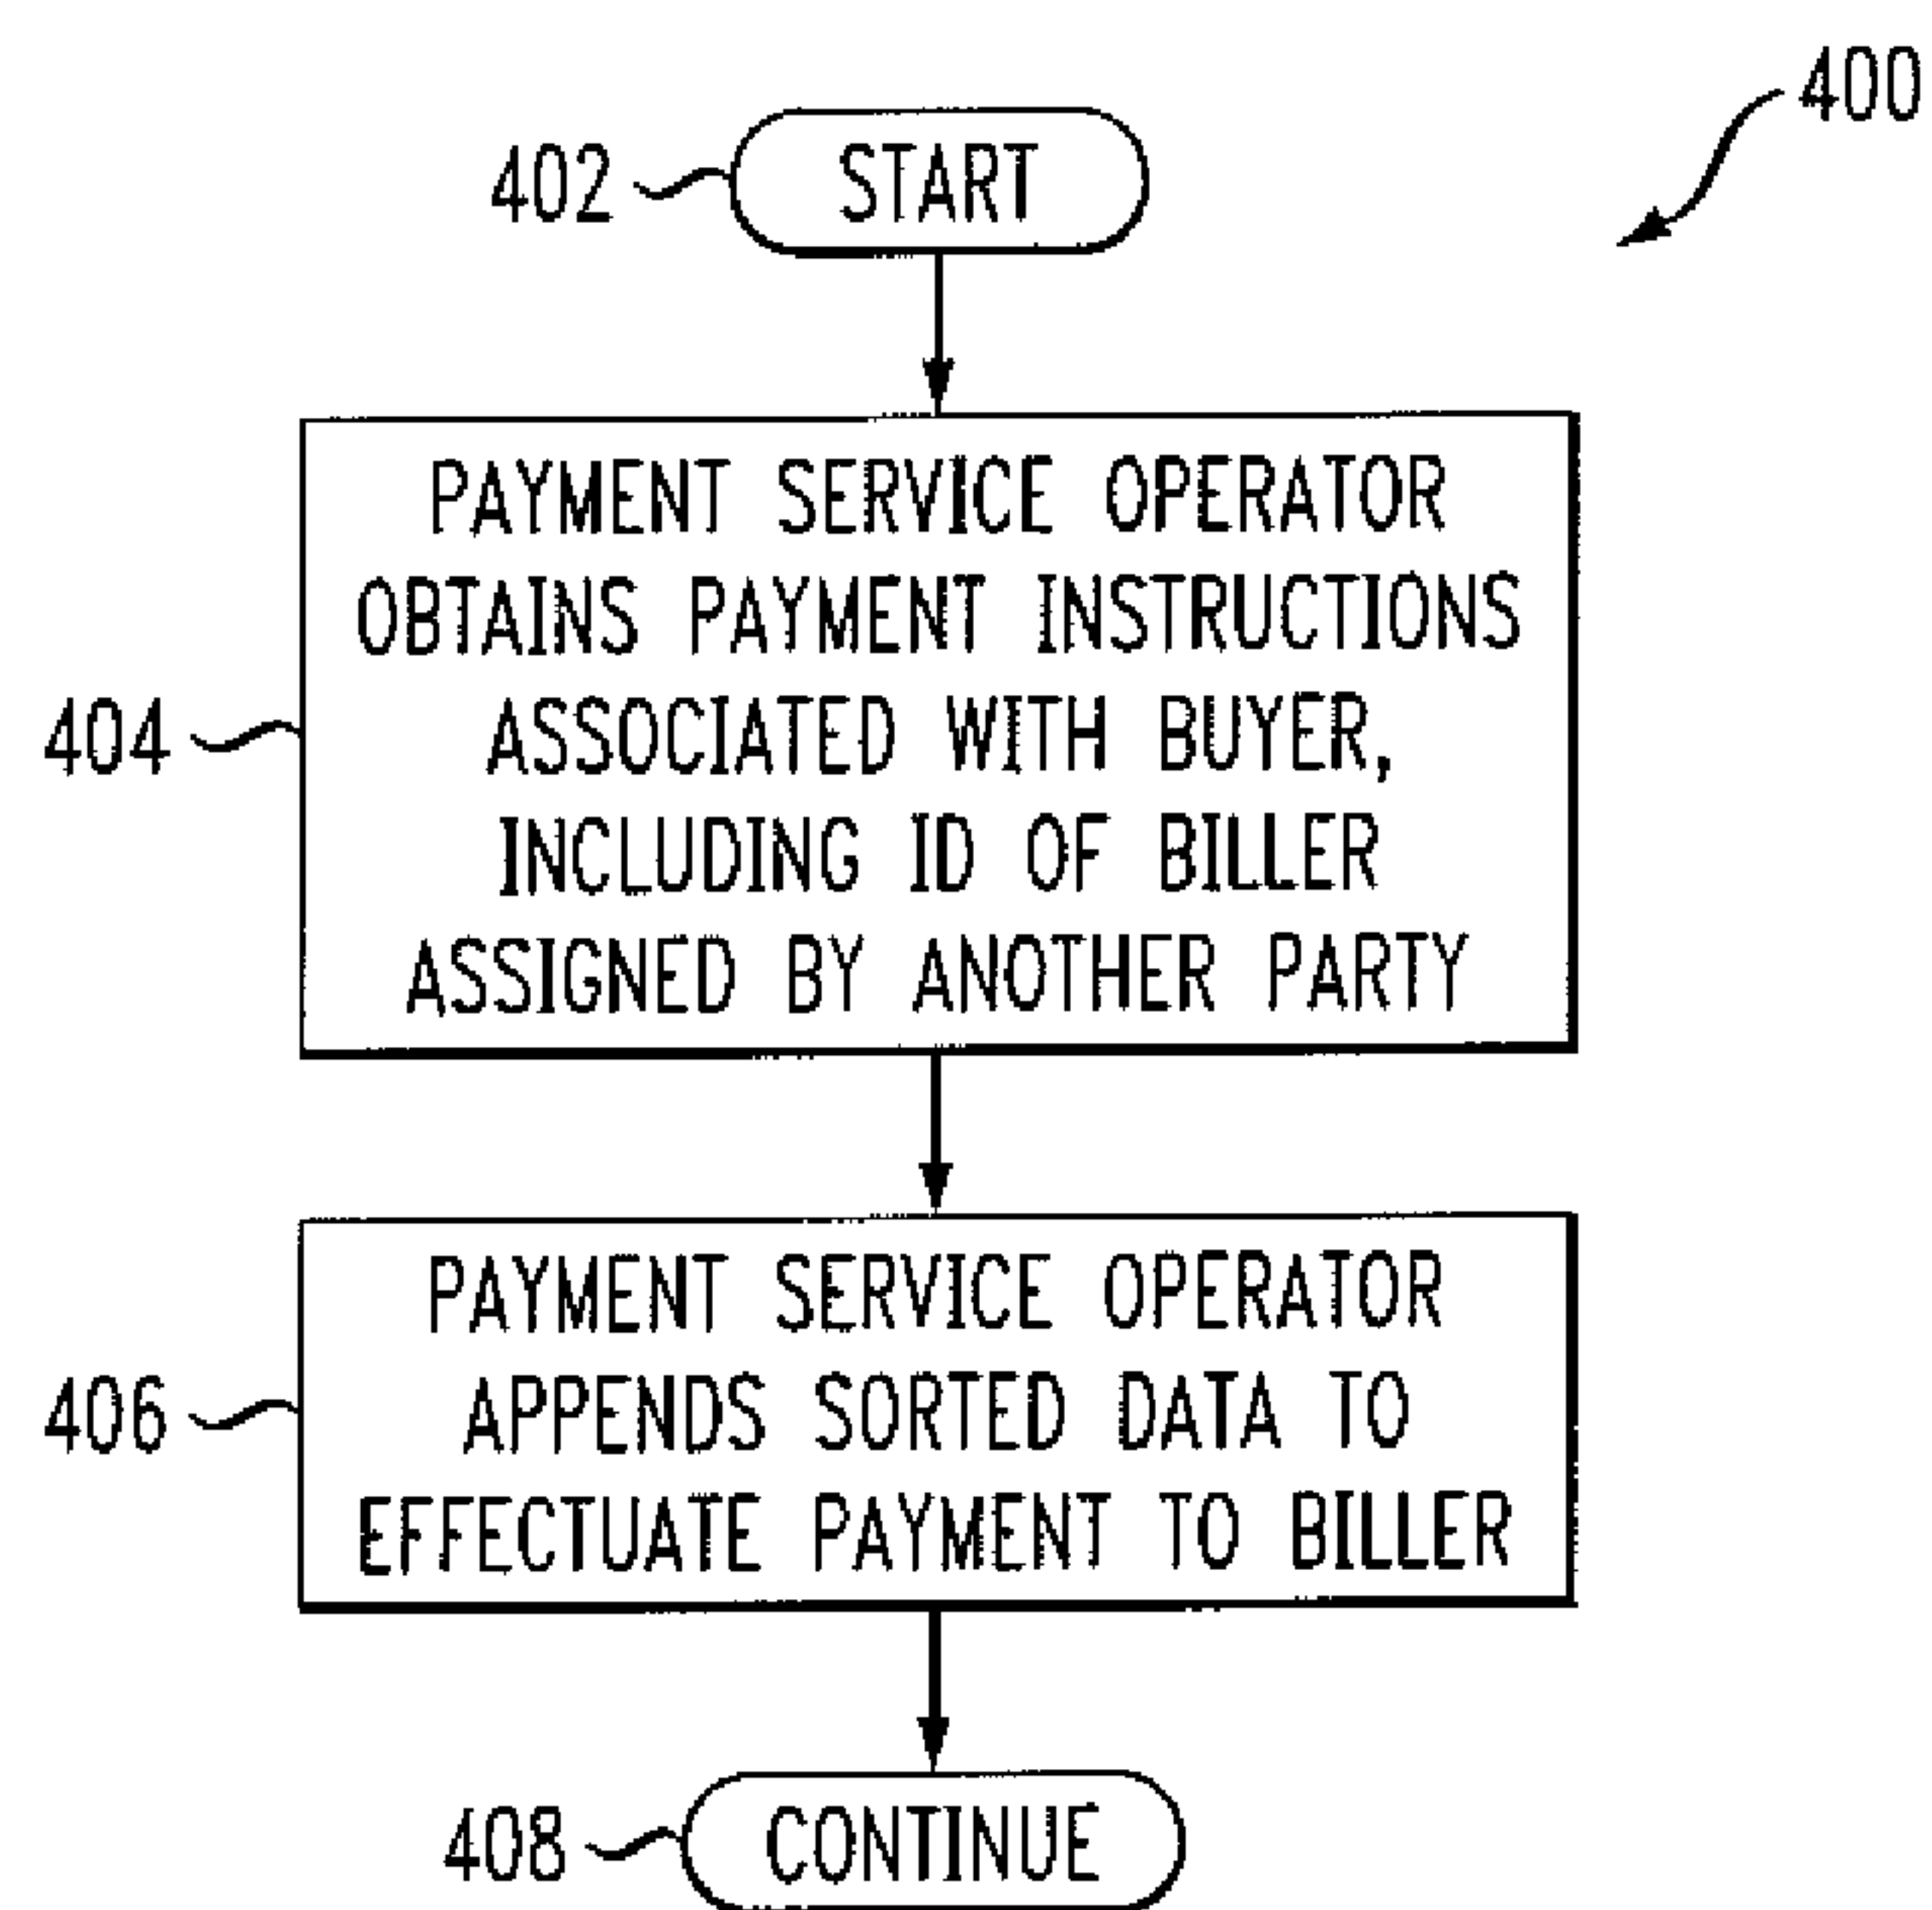 400
402
START
PAYMENT SERVICE OPERATOR
OBTAINS PAYMENT INSTRUCTIONS
ASSOCIATED WITH BUYER,
INCLUDING ID OF BILLER
ASSIGNED BY ANOTHER PARTY
404
PAYMENT SERVICE OPERATOR
APPENDS SORTED DATA TO
EFFECTUATE PAYMENT TO BILLER
406
408
CONTINUE